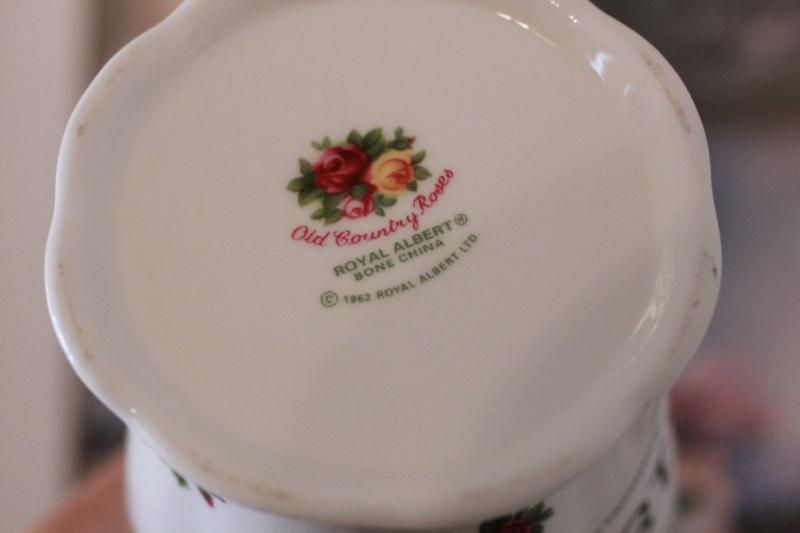 Old Country Roses
ROYAL ALBERT®
BONE CHINA
© 1962 ROYAL ALBERT LTD.